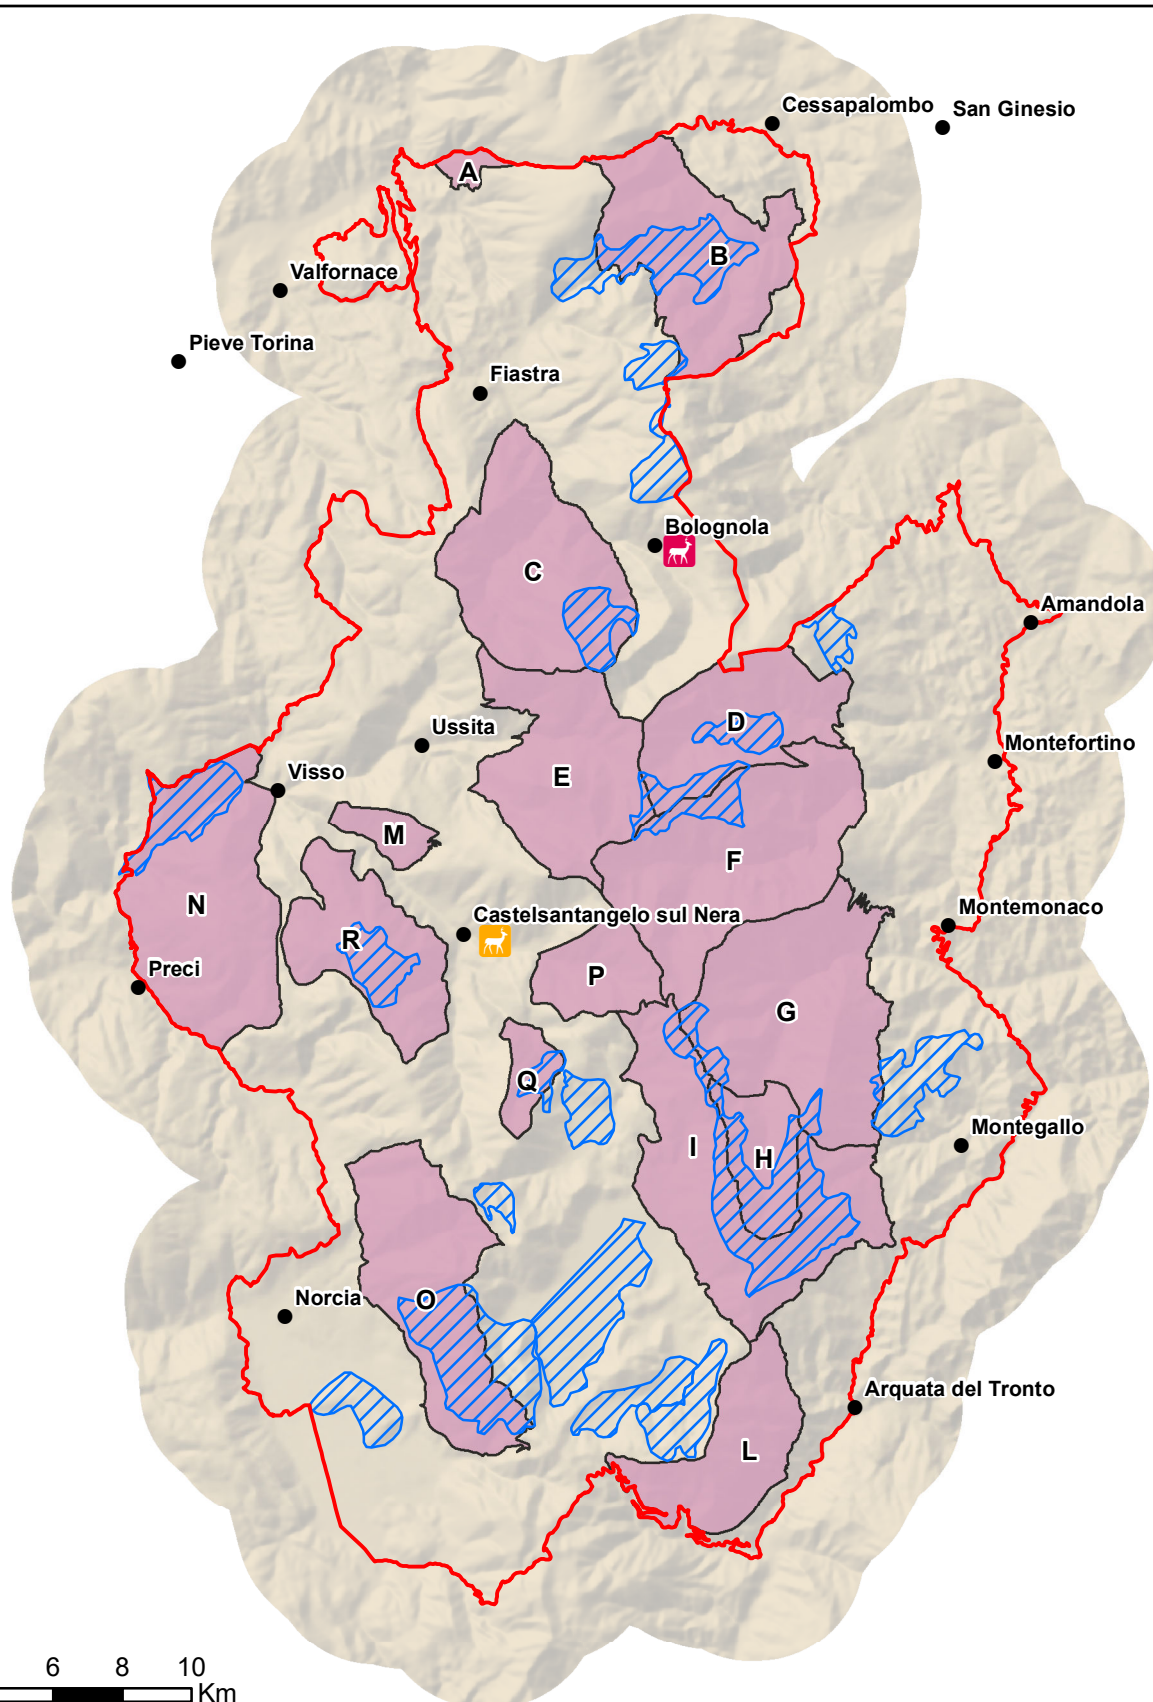 Cessapalombo
San Ginesio
A
B
Valfornace
Pieve Torina
Fiastra
Bolognola
C
Amandola
D
Ussita
Montefortino
Visso
E
M
F
N
Castelsantangelo sul Nera
Montemonaco
R
Preci
P
G
Q
Montegallo
I
H
Norcia
O
Arquata del Tronto
L
6 8 10
Km